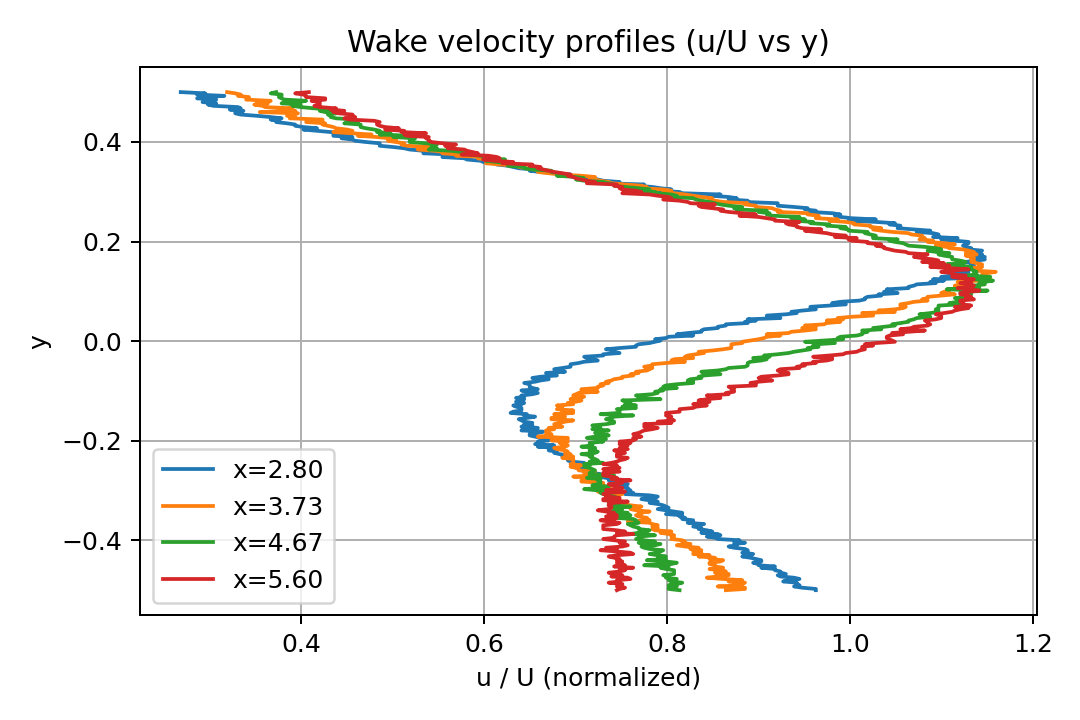 Wake velocity profiles (u/U vs y)
y
0.4
0.2
0.0
−0.2
−0.4
x=2.80
x=3.73
x=4.67
x=5.60
0.4 0.6 0.8 1.0 1.2
u / U (normalized)